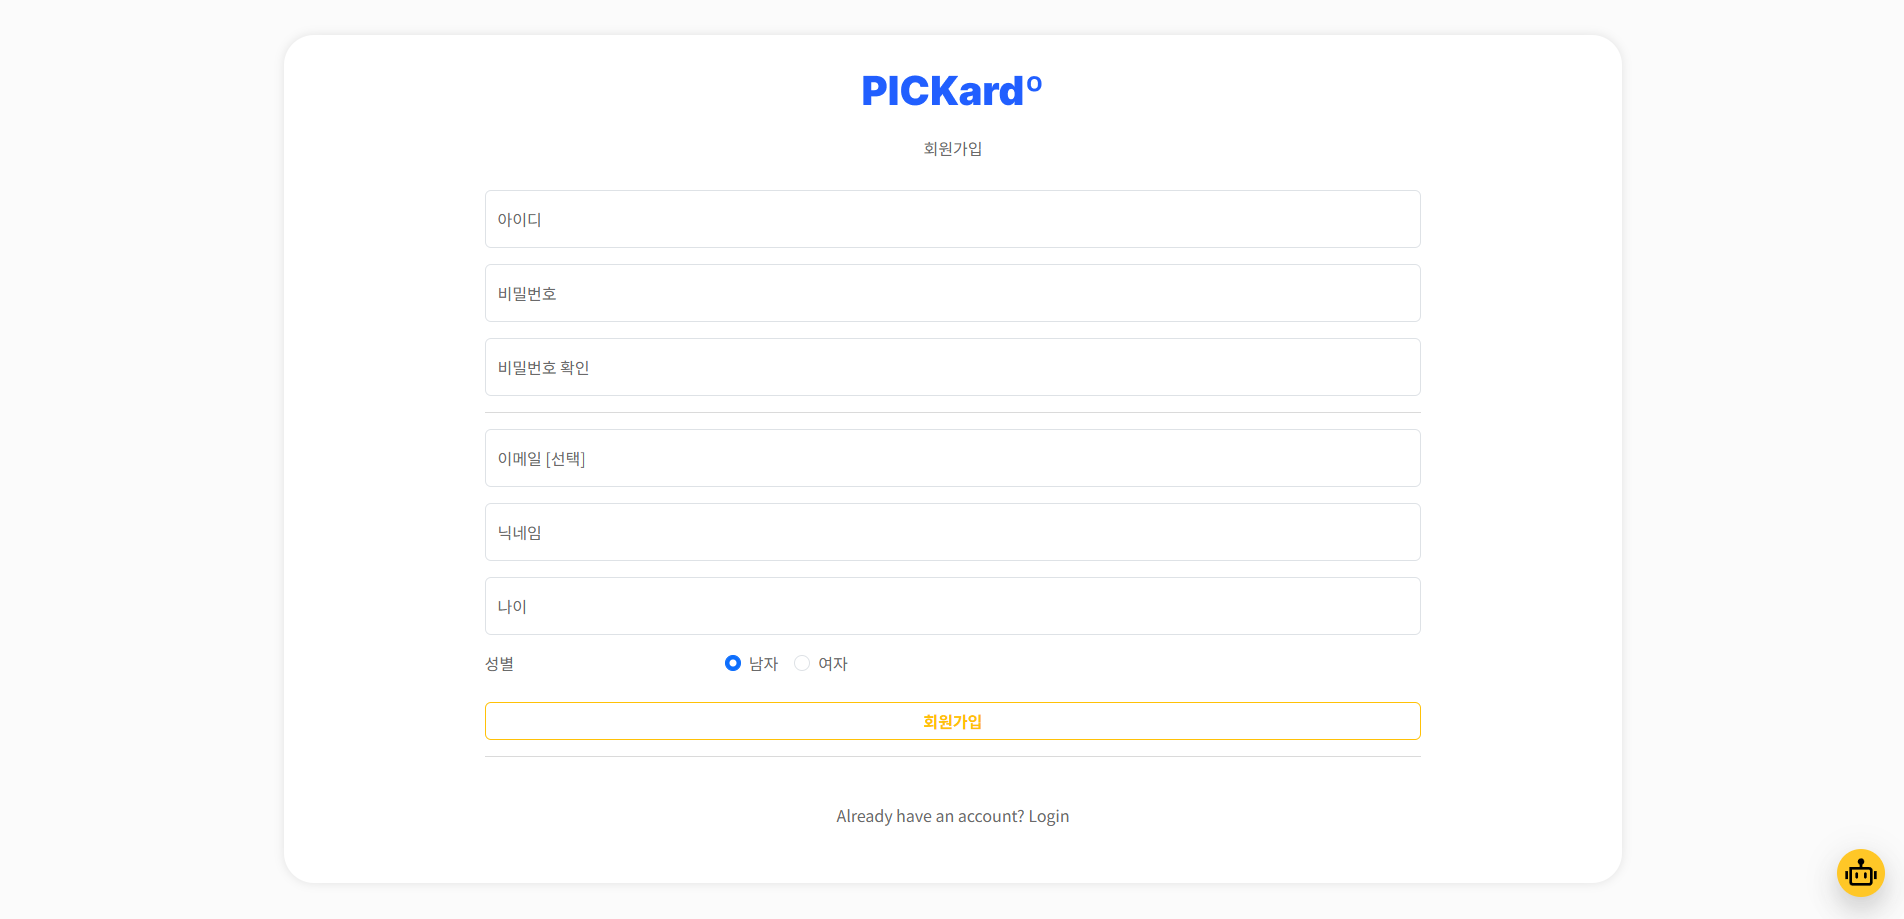 PICKardº
회원가입
아이디
비밀번호
비밀번호 확인
이메일 [선택]
닉네임
나이
성별 남자 여자
회원가입
Already have an account? Login